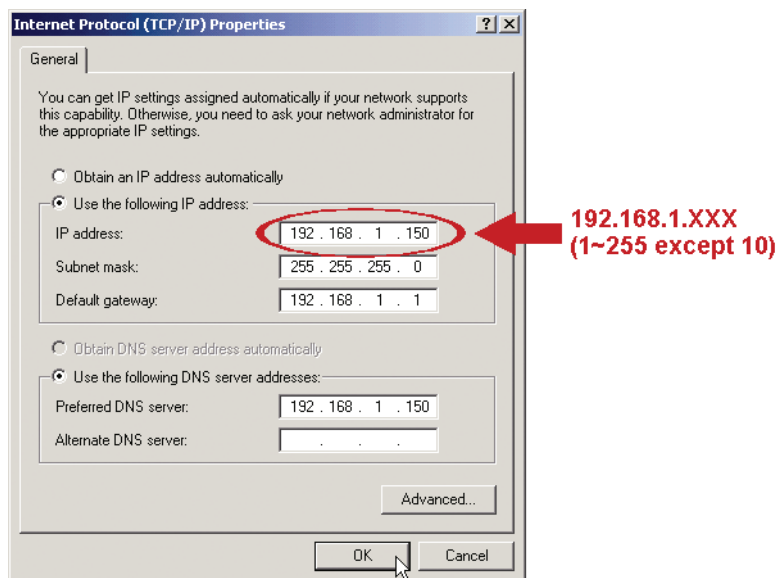 Internet Protocol (TCP/IP) Properties
General
You can get IP settings assigned automatically if your network supports
this capability. Otherwise, you need to ask your network administrator for
the appropriate IP settings.
Obtain an IP address automatically
Use the following IP address:
IP address: 192 . 168 . 1 . 150
192.168.1.XXX
(1~255 except 10)
Subnet mask: 255 . 255 . 255 . 0
Default gateway: 192 . 168 . 1 . 1
Obtain DNS server address automatically
Use the following DNS server addresses:
Preferred DNS server: 192 . 168 . 1 . 150
Alternate DNS server: . . .
Advanced...
OK Cancel